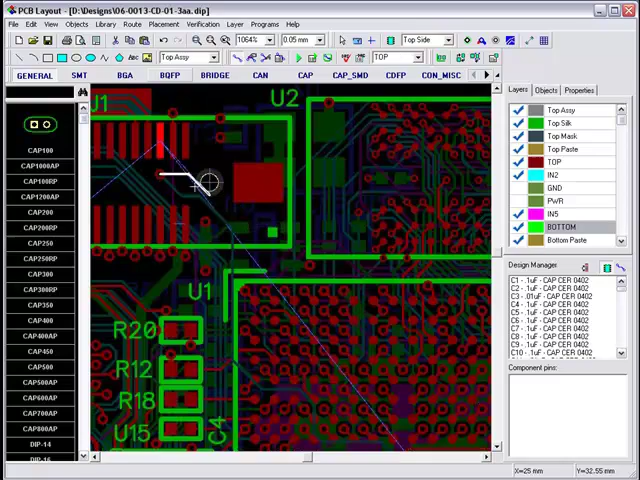 PCB Layout - [D:\Designs\06-0013-CD-01-3aa.dip]
File Edit View Objects Library Route Placement Verification Layer Programs Help
1064% 0.05 mm Top Side
Top Assy TOP
GENERAL SMT BGA BQFP BRIDGE CAN CAP CAP_SMD CDFP CON_MISC
CAP100
CAP1000AP
CAP100RP
CAP1200AP
CAP200
CAP200RP
CAP250
CAP250RP
CAP300
CAP300RP
CAP350
CAP400
CAP400AP
CAP450
CAP500
CAP500AP
CAP600AP
CAP700AP
CAP800AP
DIP-14
DIP-16
U1
U2
U1
R20
R12
R18
U15
C4
Layers Objects Properties
Top Assy
Top Silk
Top Mask
Top Paste
TOP
IN2
GND
PWR
IN5
BOTTOM
Bottom Paste
Design Manager:
C1 - .1uF - CAP CER 0402
C2 - .1uF - CAP CER 0402
C3 - .01uF - CAP CER 0402
C4 - .1uF - CAP CER 0402
C5 - .1uF - CAP CER 0402
C6 - .1uF - CAP CER 0402
C7 - .1uF - CAP CER 0402
C8 - .1uF - CAP CER 0402
C9 - .1uF - CAP CER 0402
C10 - .1uF - CAP CER 0402
Component pins:
X=25 mm Y=32.55 mm